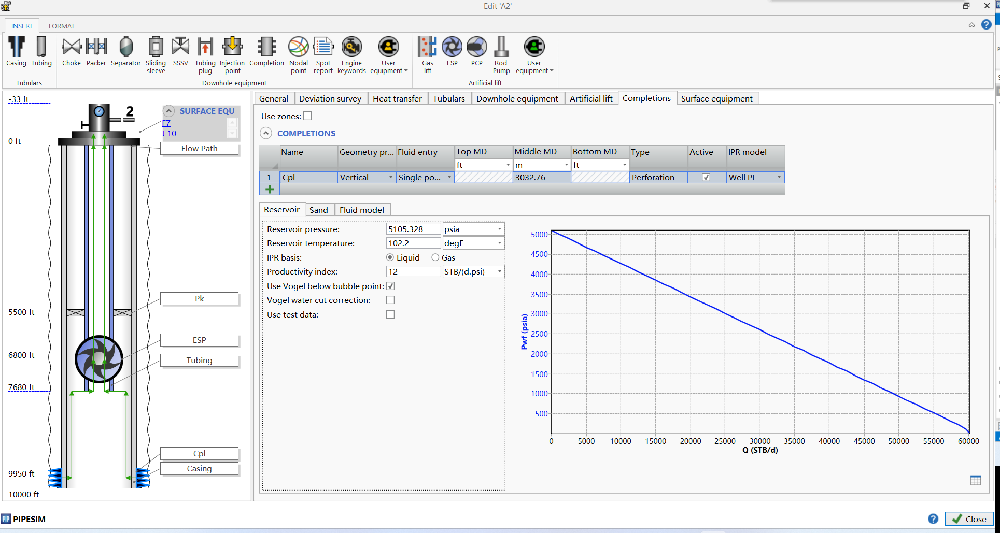 Edit 'A2'
INSERT FORMAT
Casing Tubing Choke Packer Separator Sliding sleeve SSSV Tubing plug Injection point Completion Nodal point Spot report Engine keywords User equipment Gas lift ESP PCP Rod Pump User equipment
Tubulars Downhole equipment Artificial lift
-33 ft
2
SURFACE EQU
F7
J 10
0 ft
Flow Path
Pk
5500 ft
ESP
6800 ft
Tubing
7680 ft
Cpl
Casing
9950 ft
10000 ft
General Deviation survey Heat transfer Tubulars Downhole equipment Artificial lift Completions Surface equipment
Use zones:
COMPLETIONS
Name Geometry pr... Fluid entry Top MD Middle MD Bottom MD Type Active IPR model
ft m ft
1 Cpl Vertical Single po... 3032.76 Perforation Well PI
Reservoir Sand Fluid model
Reservoir pressure: 5105.328 psia
Reservoir temperature: 102.2 degF
IPR basis: Liquid Gas
Productivity index: 12 STB/(d.psi)
Use Vogel below bubble point:
Vogel water cut correction:
Use test data:
5000
4500
4000
3500
3000
2500
2000
1500
1000
500
Pwf (psia)
0 5000 10000 15000 20000 25000 30000 35000 40000 45000 50000 55000 60000
Q (STB/d)
PIP PIPESIM
Close